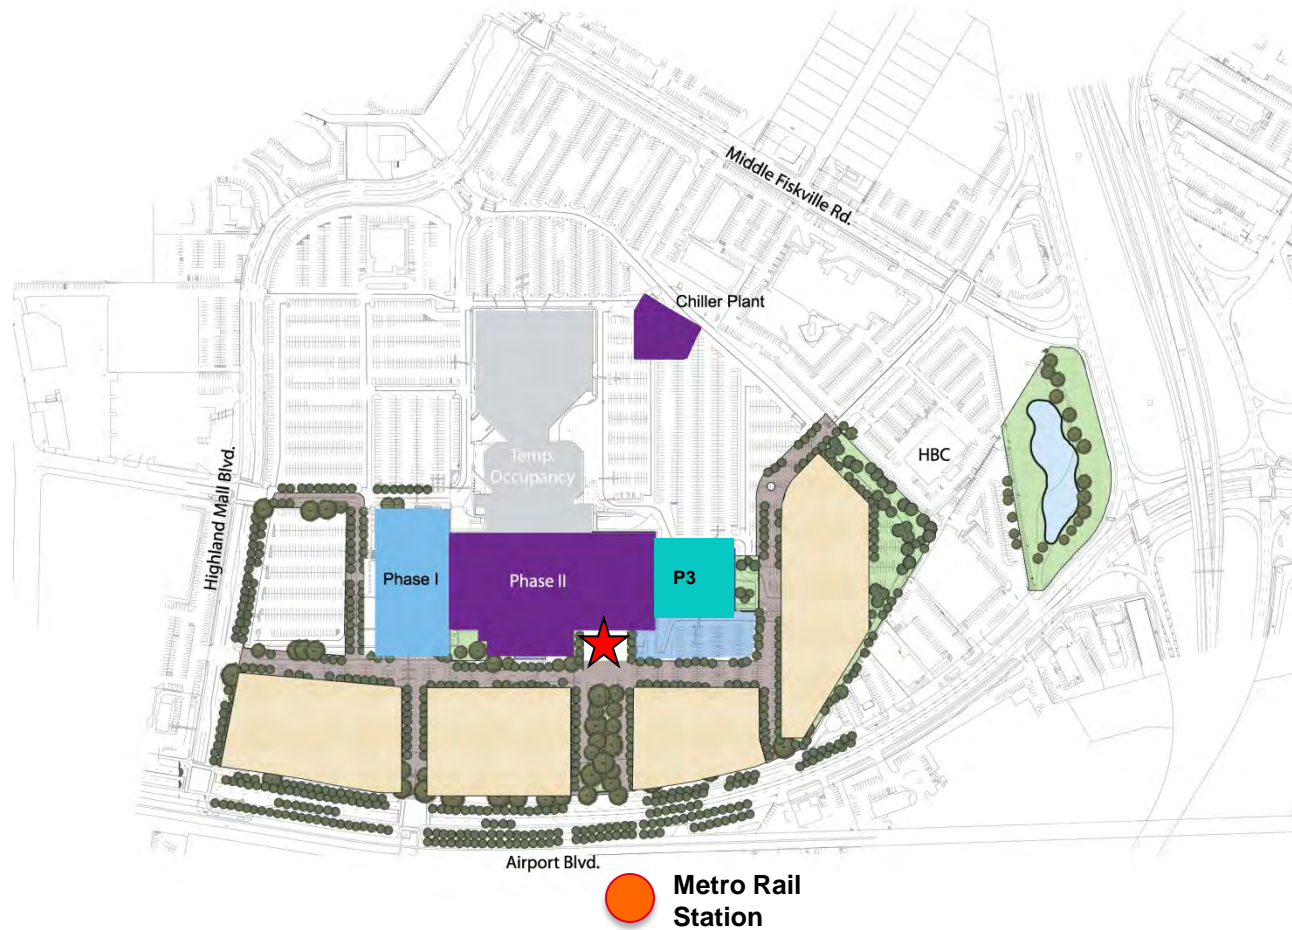 Middle Fiskville Rd.
Chiller Plant
Highland Mall Blvd.
Temp.
Occupancy
HBC
Phase I
Phase II
P3
Airport Blvd.
Metro Rail
Station